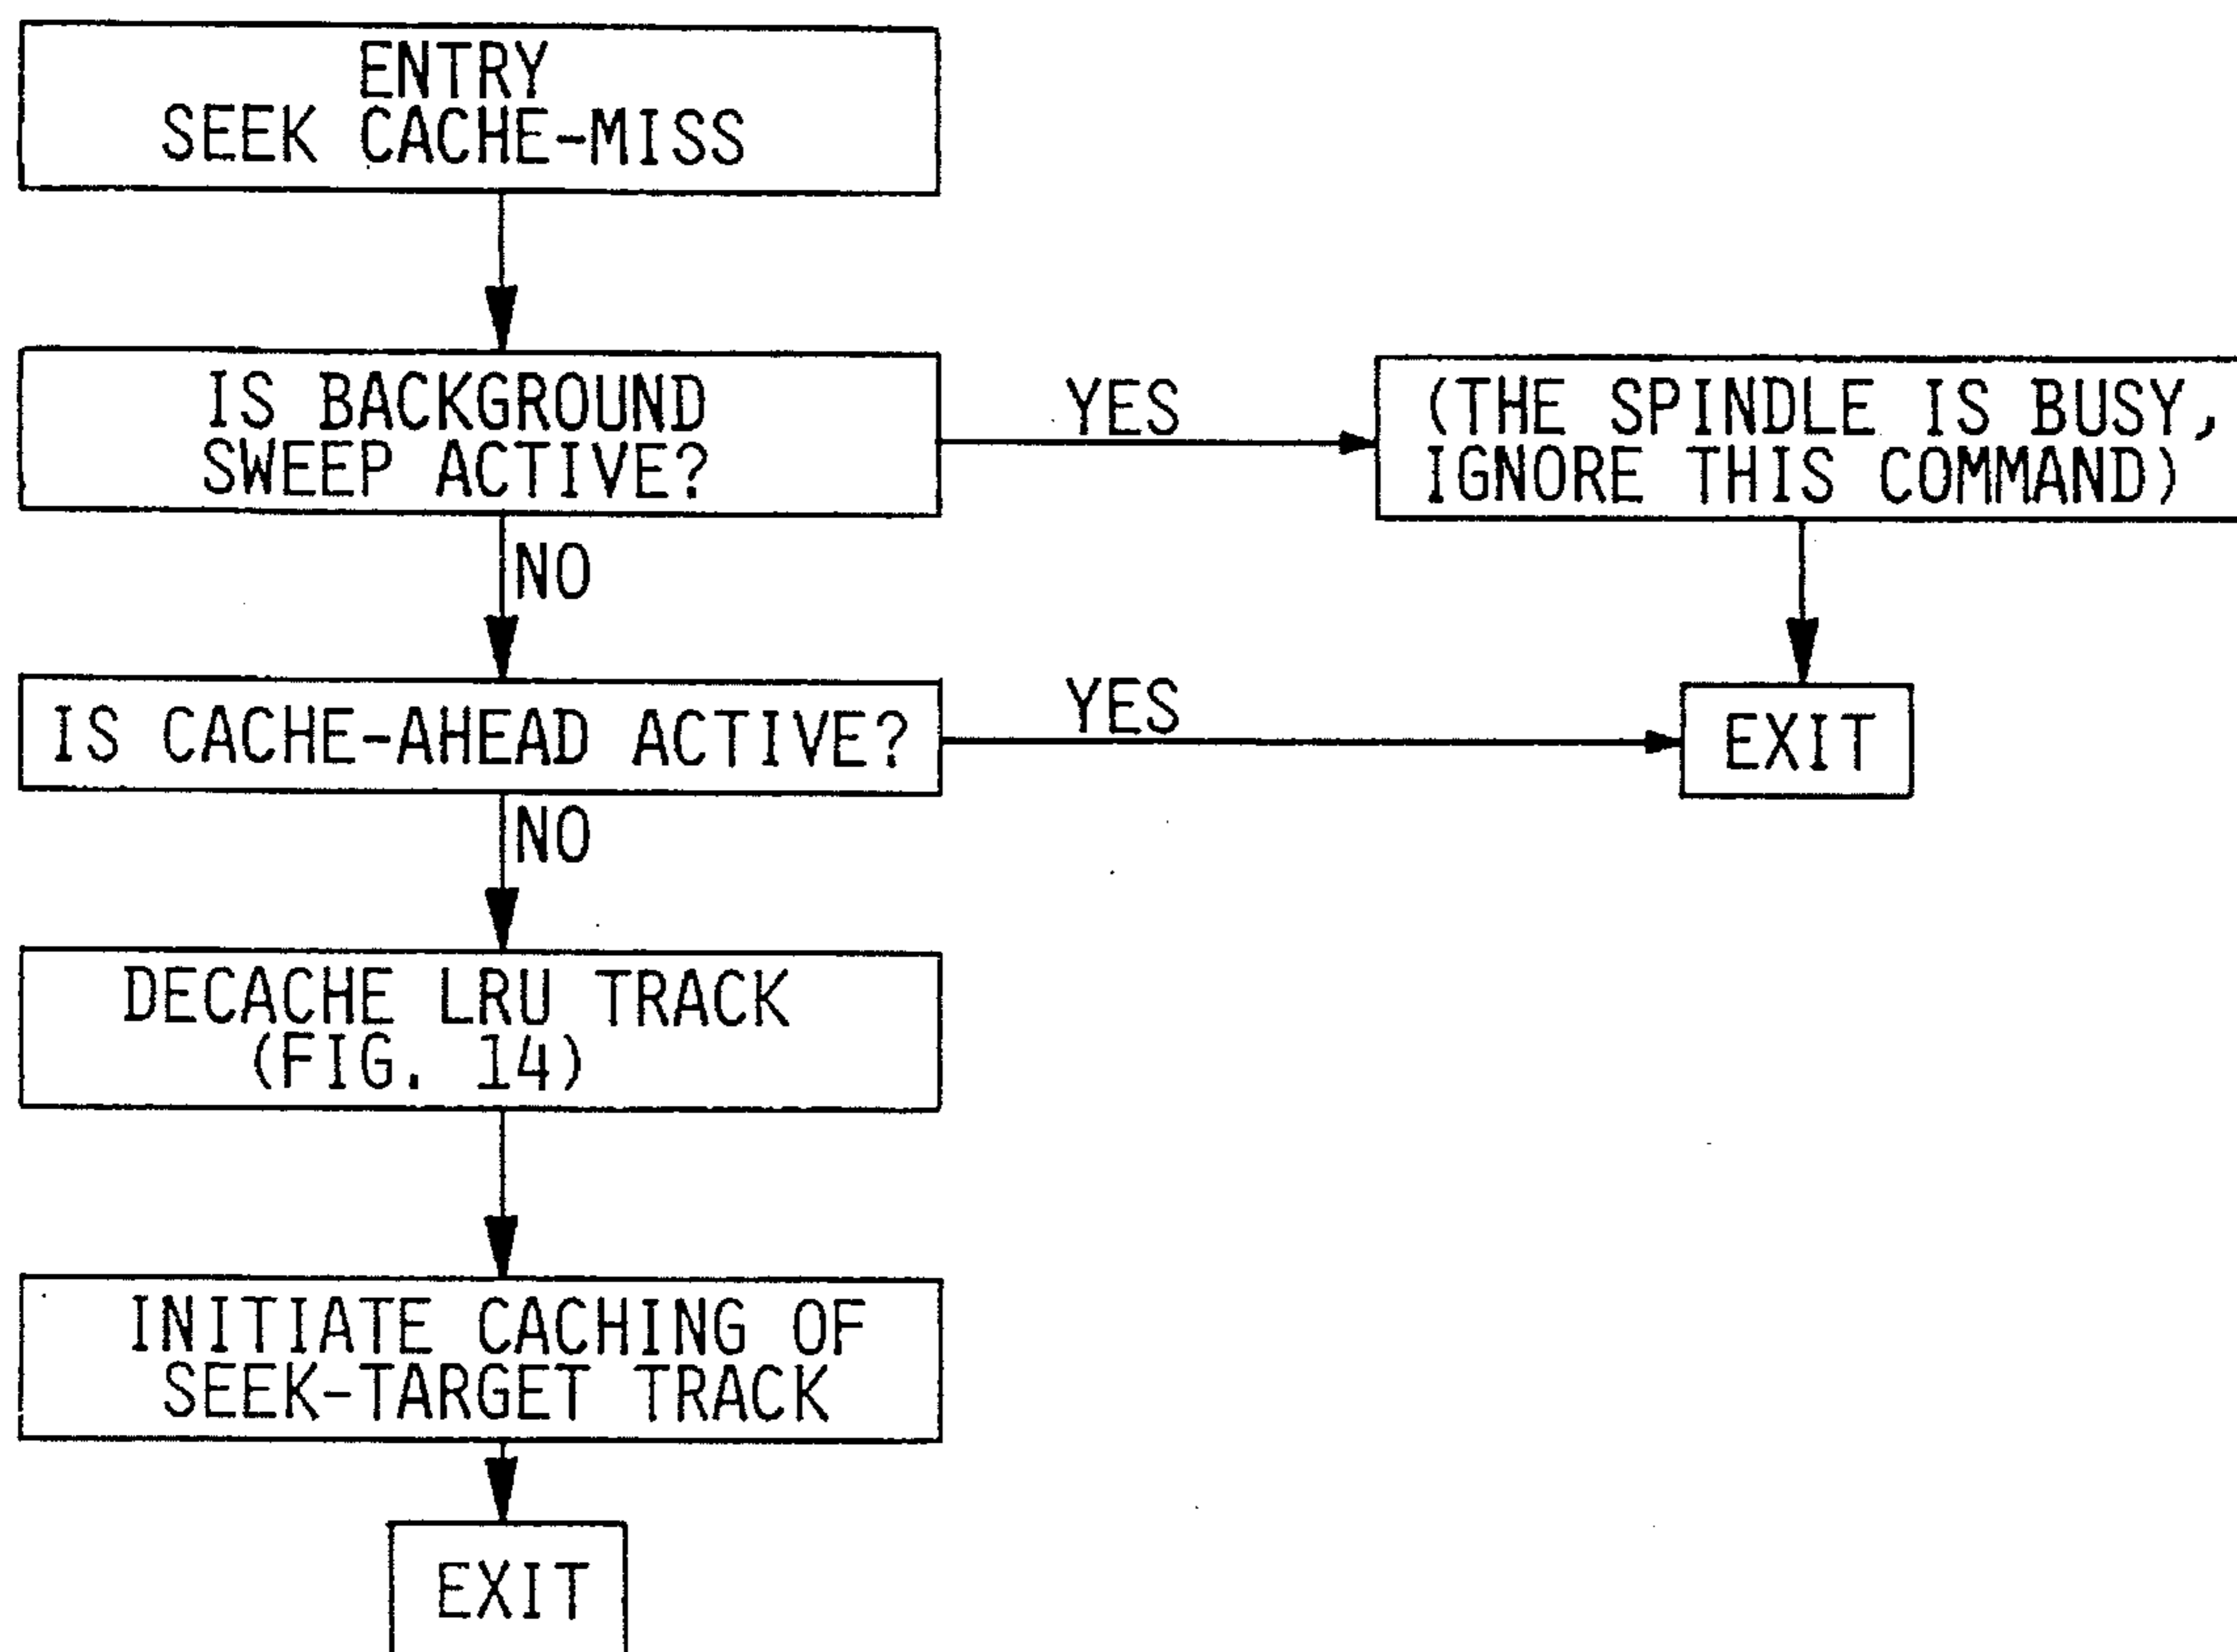 ENTRY
SEEK CACHE-MISS
IS BACKGROUND
SWEEP ACTIVE?
YES
(THE SPINDLE IS BUSY,
IGNORE THIS COMMAND)
NO
IS CACHE-AHEAD ACTIVE?
YES
EXIT
NO
DECACHE LRU TRACK
(FIG. 14)
INITIATE CACHING OF
SEEK-TARGET TRACK
EXIT